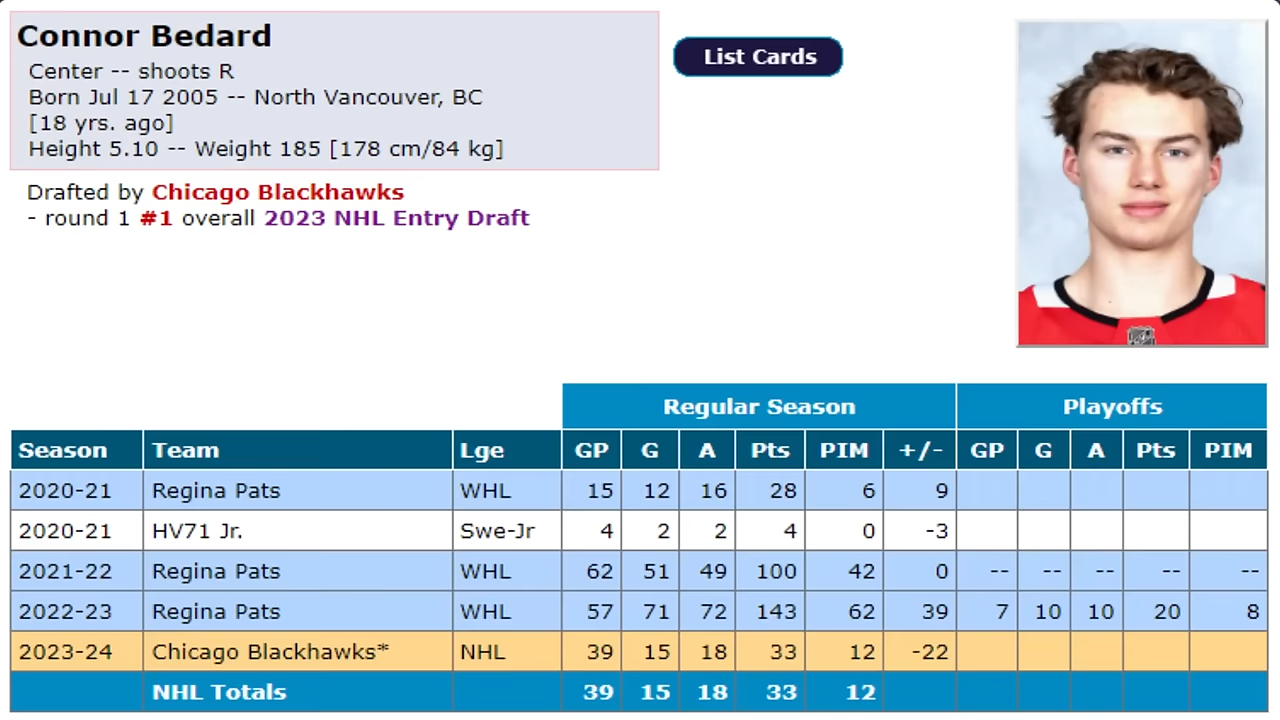 Connor Bedard
List Cards
Center -- shoots R
Born Jul 17 2005 -- North Vancouver, BC
[18 yrs. ago]
Height 5.10 -- Weight 185 [178 cm/84 kg]
Drafted by Chicago Blackhawks
- round 1 #1 overall 2023 NHL Entry Draft
Regular Season Playoffs
Season Team Lge GP G A Pts PIM +/- GP G A Pts PIM
2020-21 Regina Pats WHL 15 12 16 28 6 9
2020-21 HV71 Jr. Swe-Jr 4 2 2 4 0 -3
2021-22 Regina Pats WHL 62 51 49 100 42 0 -- -- -- -- --
2022-23 Regina Pats WHL 57 71 72 143 62 39 7 10 10 20 8
2023-24 Chicago Blackhawks* NHL 39 15 18 33 12 -22
NHL Totals 39 15 18 33 12